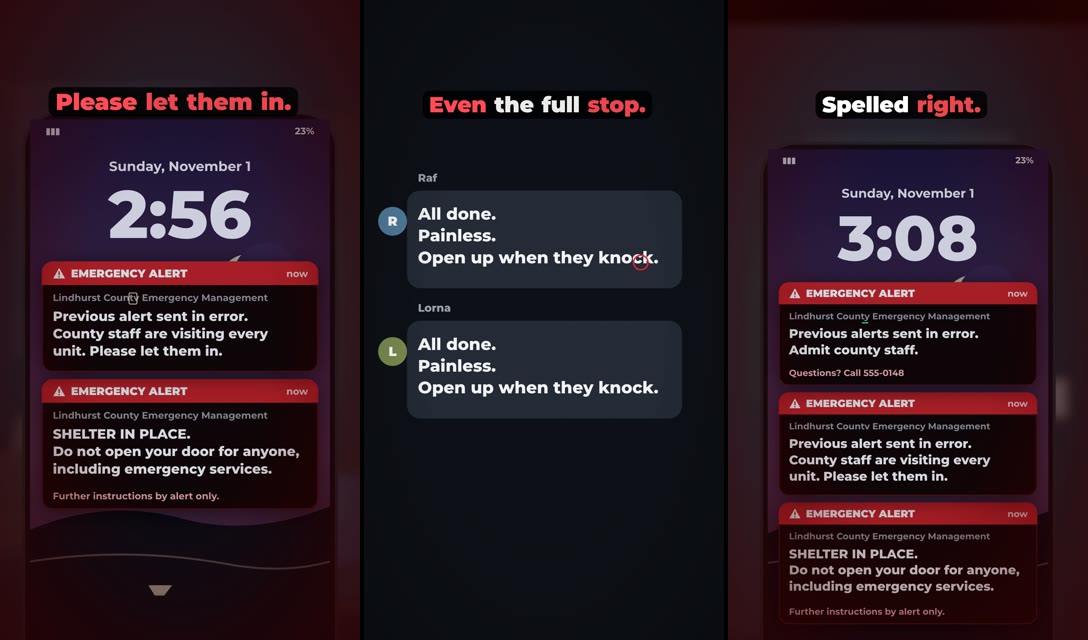 Please let them in.
23%
Sunday, November 1
2:56
EMERGENCY ALERT now
Lindhurst County Emergency Management
Previous alert sent in error.
County staff are visiting every
unit. Please let them in.
EMERGENCY ALERT now
Lindhurst County Emergency Management
SHELTER IN PLACE.
Do not open your door for anyone,
including emergency services.
Further instructions by alert only.
Even the full stop.
Raf
R
All done.
Painless.
Open up when they knock.
Lorna
L
All done.
Painless.
Open up when they knock.
Spelled right.
23%
Sunday, November 1
3:08
EMERGENCY ALERT now
Lindhurst County Emergency Management
Previous alerts sent in error.
Admit county staff.
Questions? Call 555-0148
EMERGENCY ALERT now
Lindhurst County Emergency Management
Previous alert sent in error.
County staff are visiting every
unit. Please let them in.
EMERGENCY ALERT now
Lindhurst County Emergency Management
SHELTER IN PLACE.
Do not open your door for anyone,
including emergency services.
Further instructions by alert only.